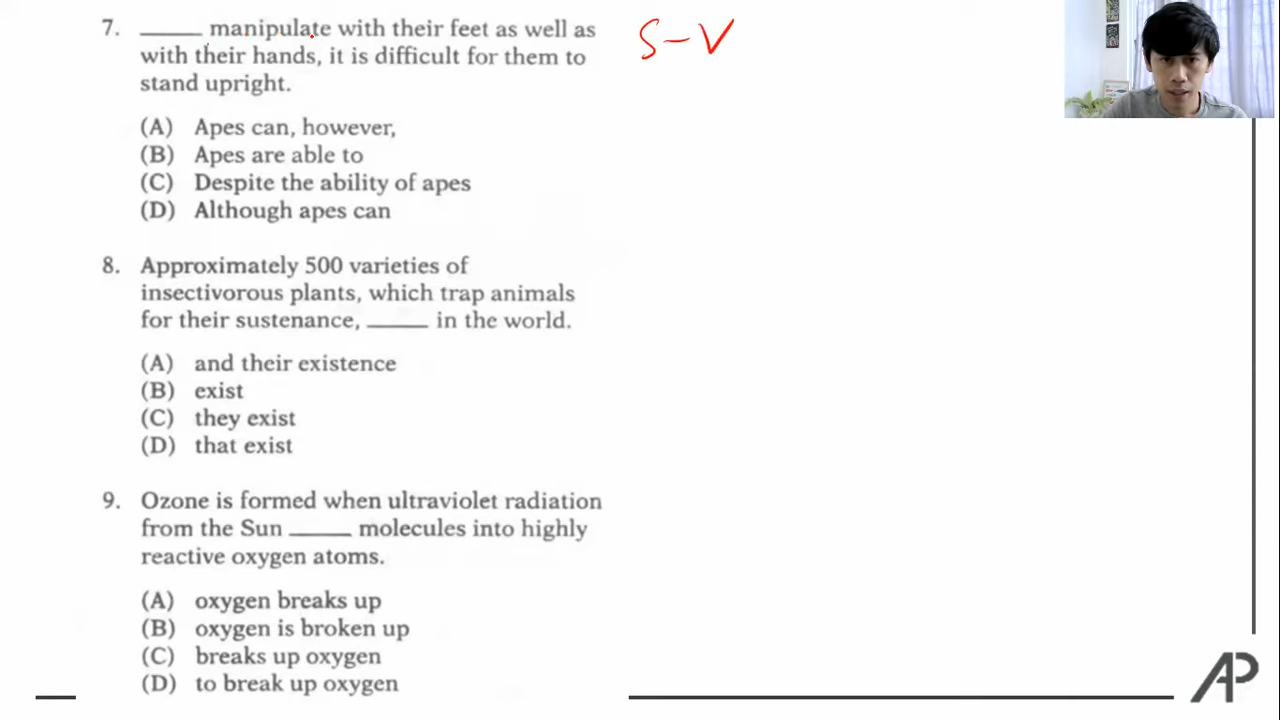 7. _____ manipulate with their feet as well as
with their hands, it is difficult for them to
stand upright.
(A) Apes can, however,
(B) Apes are able to
(C) Despite the ability of apes
(D) Although apes can
S-V
8. Approximately 500 varieties of
insectivorous plants, which trap animals
for their sustenance, _____ in the world.
(A) and their existence
(B) exist
(C) they exist
(D) that exist
9. Ozone is formed when ultraviolet radiation
from the Sun _____ molecules into highly
reactive oxygen atoms.
(A) oxygen breaks up
(B) oxygen is broken up
(C) breaks up oxygen
(D) to break up oxygen
AP